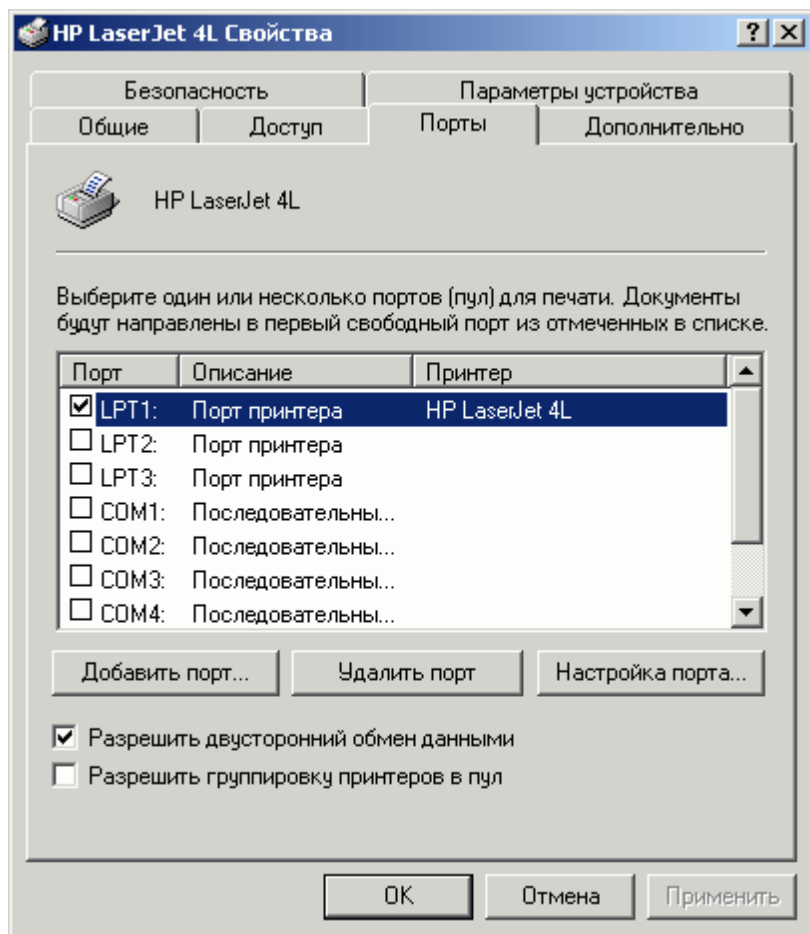 HP LaserJet 4L Свойства
Безопасность Параметры устройства
Общие Доступ Порты Дополнительно
HP LaserJet 4L
Выберите один или несколько портов (пул) для печати. Документы
будут направлены в первый свободный порт из отмеченных в списке.
Порт Описание Принтер
LPT1: Порт принтера HP LaserJet 4L
LPT2: Порт принтера
LPT3: Порт принтера
COM1: Последовательны...
COM2: Последовательны...
COM3: Последовательны...
COM4: Последовательны...
Добавить порт... Удалить порт Настройка порта...
Разрешить двусторонний обмен данными
Разрешить группировку принтеров в пул
OK Отмена Применить